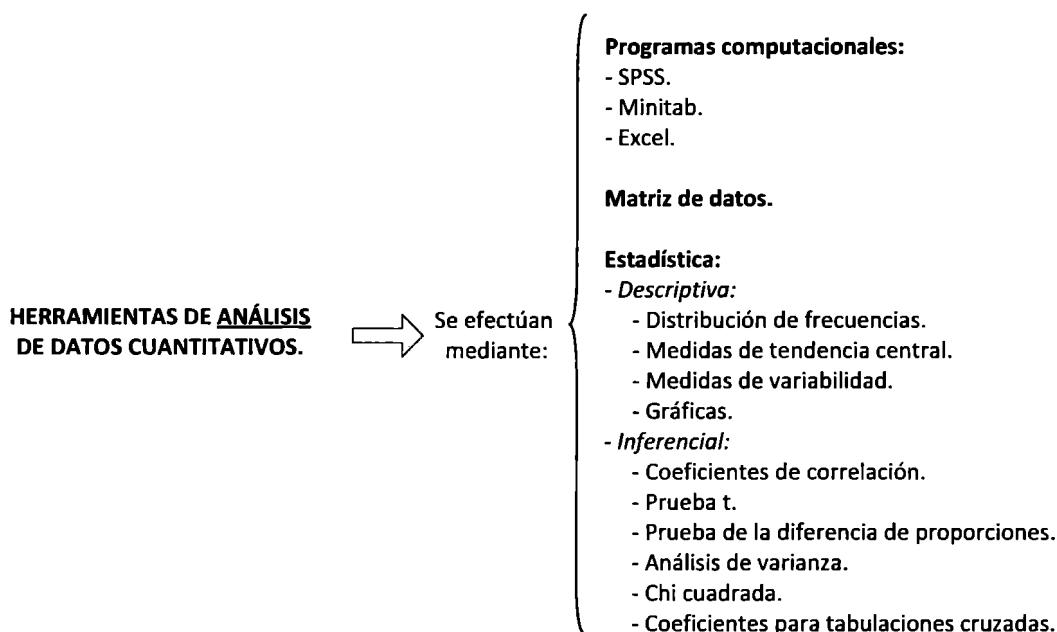 HERRAMIENTAS DE ANÁLISIS
DE DATOS CUANTITATIVOS.
Se efectúan
mediante:
Programas computacionales:
- SPSS.
- Minitab.
- Excel.
Matriz de datos.
Estadística:
- Descriptiva:
- Distribución de frecuencias.
- Medidas de tendencia central.
- Medidas de variabilidad.
- Gráficas.
- Inferencial:
- Coeficientes de correlación.
- Prueba t.
- Prueba de la diferencia de proporciones.
- Análisis de varianza.
- Chi cuadrada.
- Coeficientes para tabulaciones cruzadas.